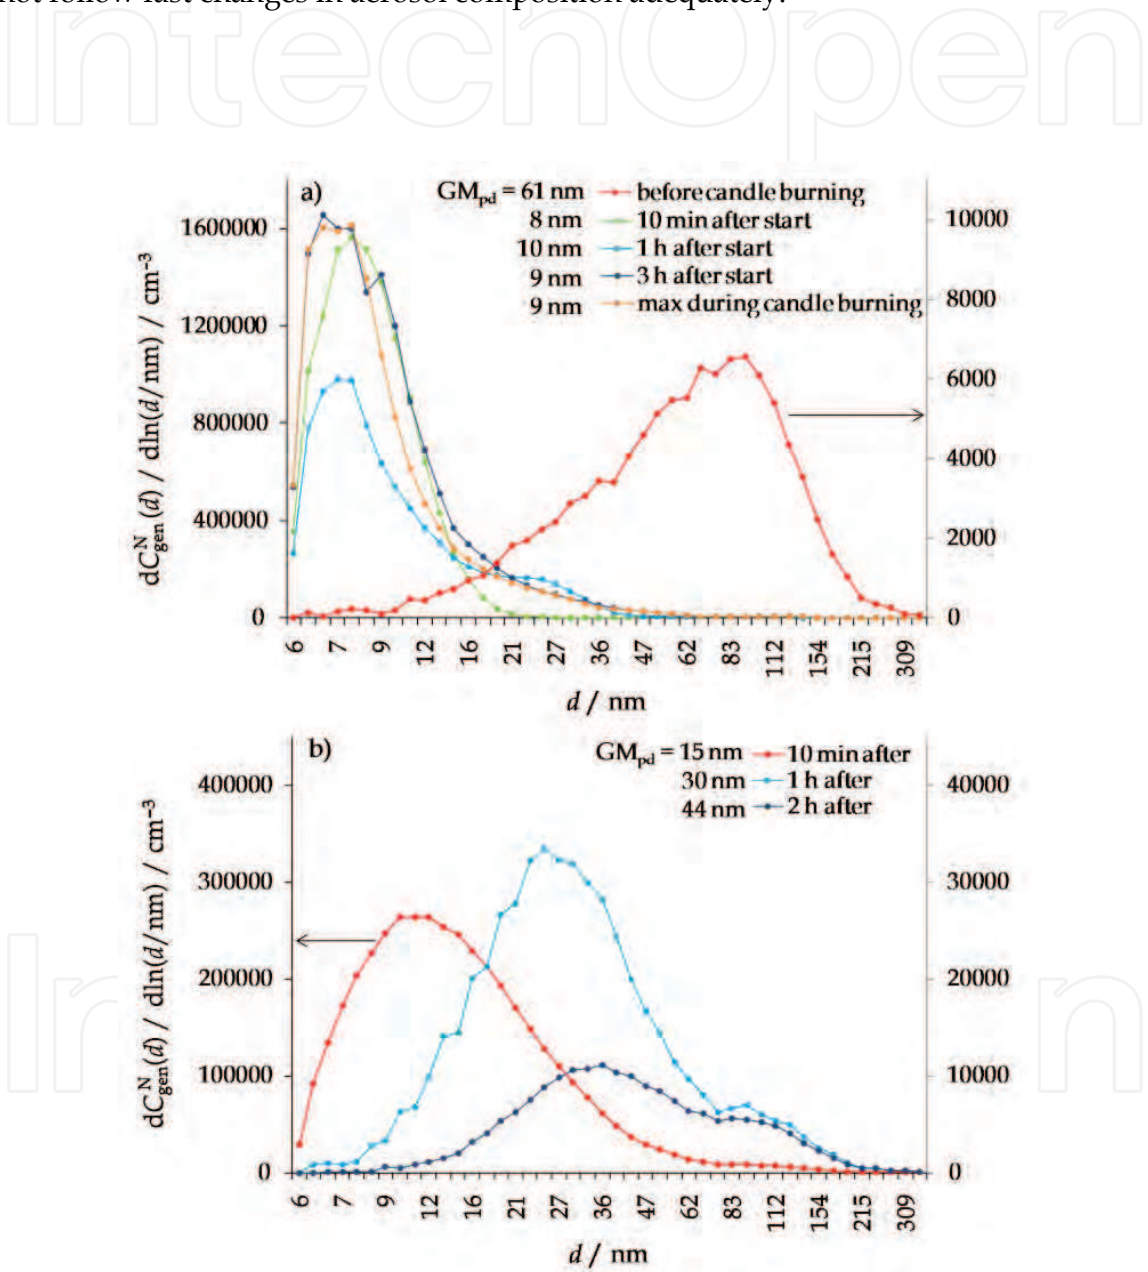 not follow fast changes in aerosol composition adequately.
IntechOpen
a)
GMpd = 61 nm before candle burning
8 nm 10 min after start
10 nm 1 h after start
9 nm 3 h after start
9 nm max during candle burning
dC^N_gen(d) / dln(d/nm) / cm⁻³
1600000
1200000
800000
400000
0
10000
8000
6000
4000
2000
0
6 7 9 12 16 21 27 36 47 62 83 112 154 215 309
d / nm
b)
GMpd = 15 nm 10 min after
30 nm 1 h after
44 nm 2 h after
dC^N_gen(d) / dln(d/nm) / cm⁻³
400000
300000
200000
100000
0
40000
30000
20000
10000
0
6 7 9 12 16 21 27 36 47 62 83 112 154 215 309
d / nm